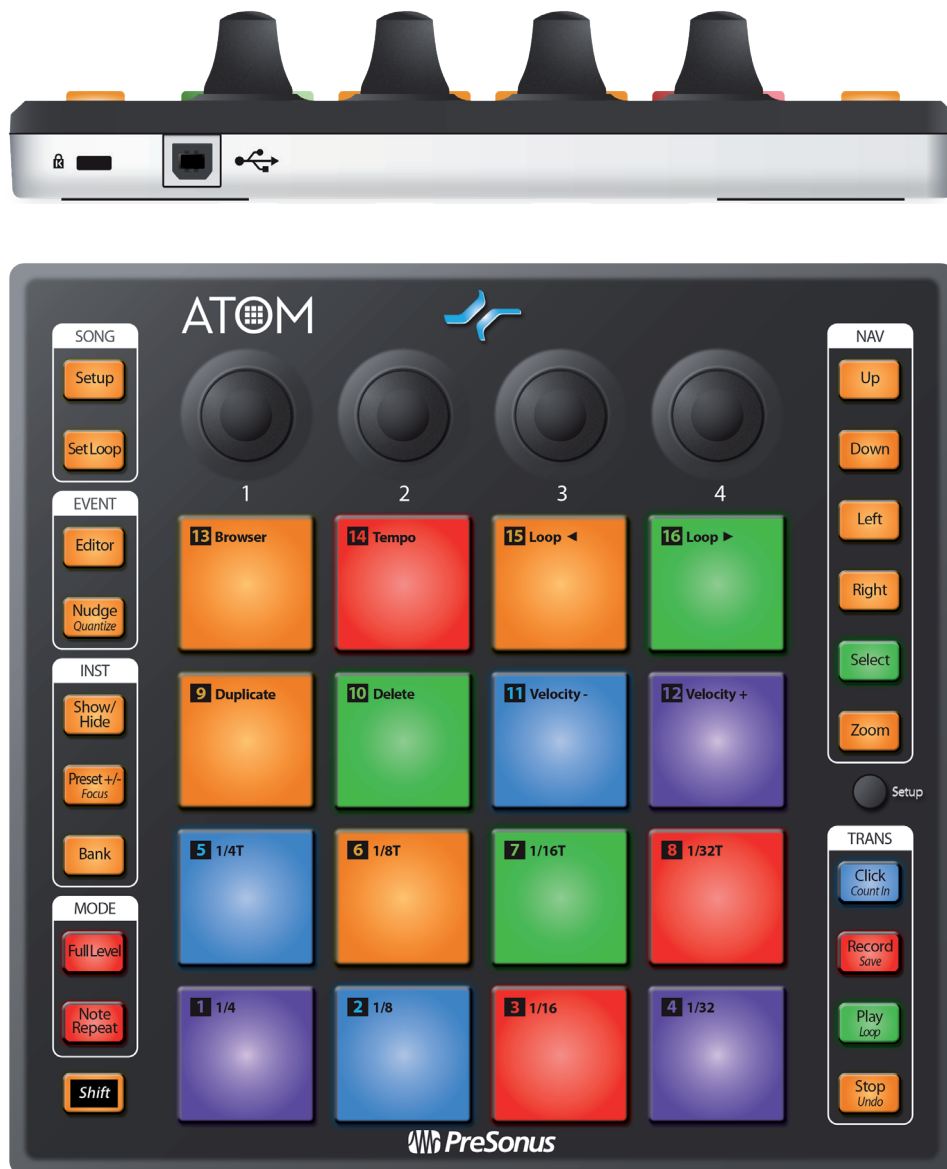 ATOM
SONG
Setup
Set Loop
EVENT
Editor
Nudge
Quantize
INST
Show/
Hide
Preset +/-
Focus
Bank
MODE
Full Level
Note
Repeat
Shift
1 2 3 4
13 Browser
14 Tempo
15 Loop ◄
16 Loop ►
9 Duplicate
10 Delete
11 Velocity -
12 Velocity +
5 1/4T
6 1/8T
7 1/16T
8 1/32T
1 1/4
2 1/8
3 1/16
4 1/32
PreSonus
NAV
Up
Down
Left
Right
Select
Zoom
Setup
TRANS
Click
Count In
Record
Save
Play
Loop
Stop
Undo